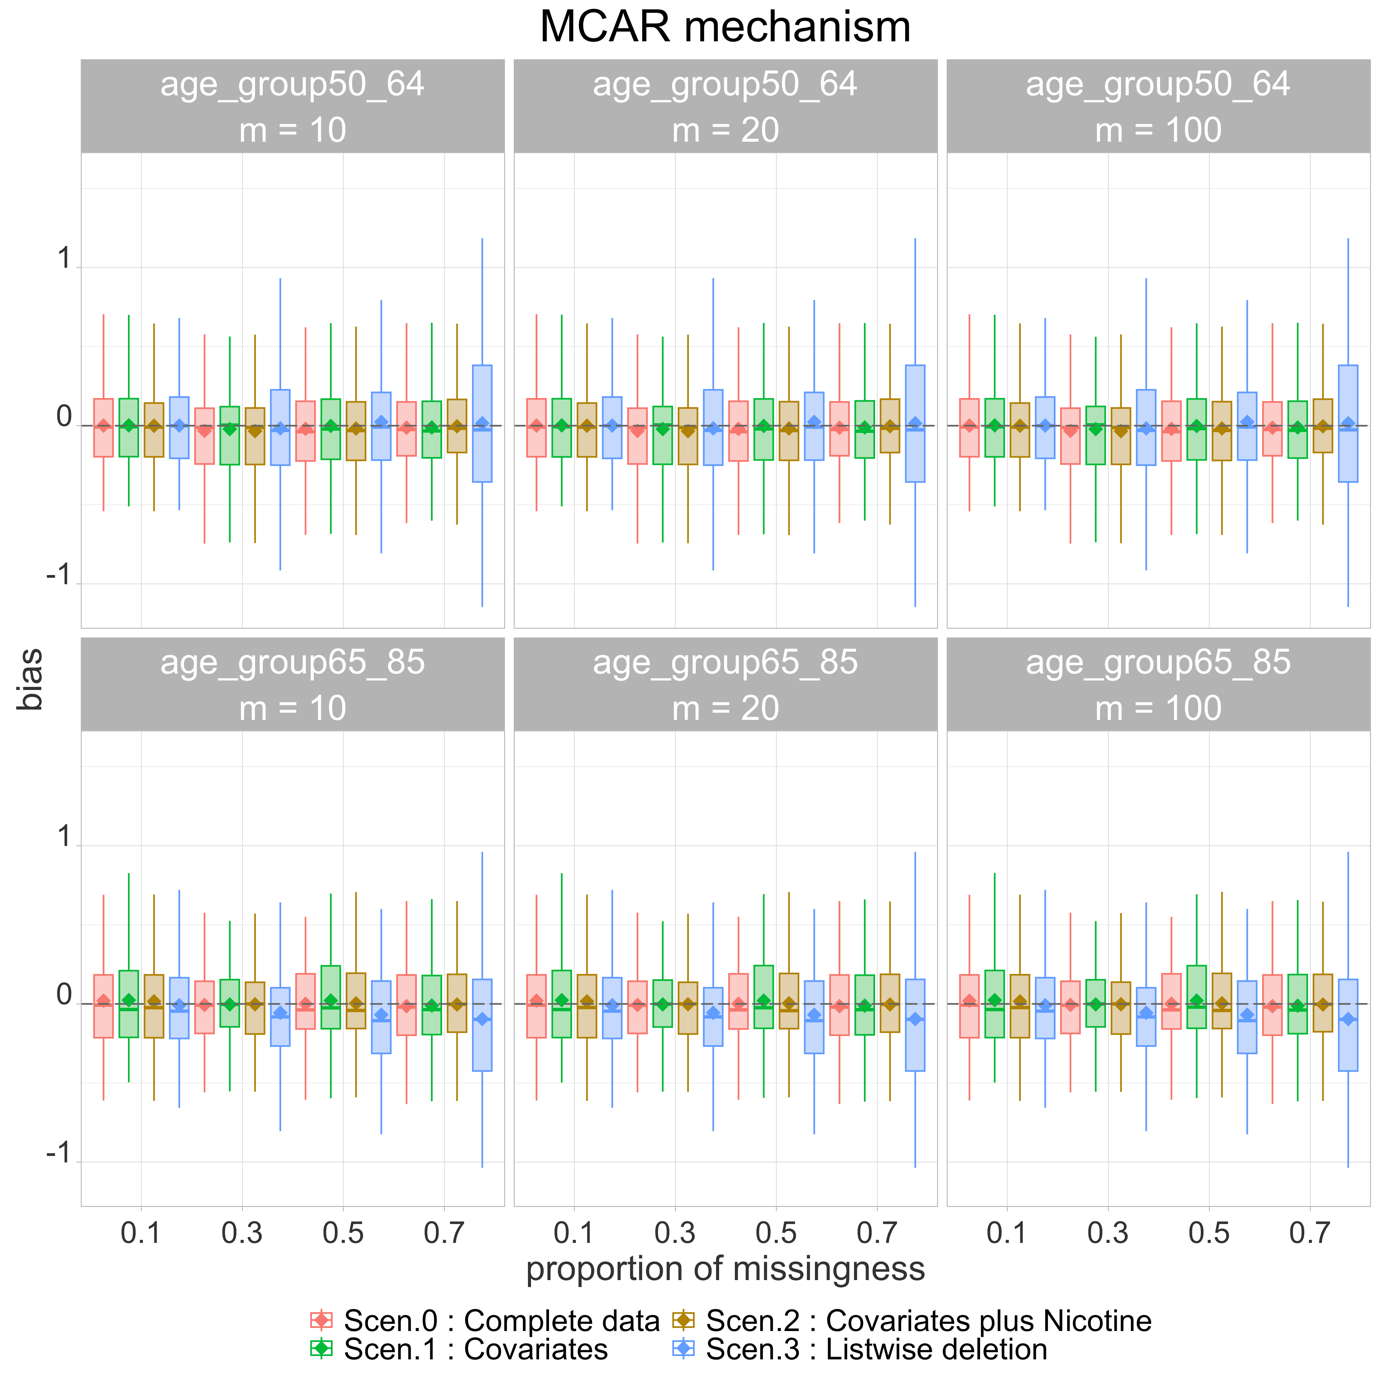 MCAR mechanism
age_group50_64
m = 10
age_group50_64
m = 20
age_group50_64
m = 100
1
0
-1
bias
age_group65_85
m = 10
age_group65_85
m = 20
age_group65_85
m = 100
1
0
-1
0.1 0.3 0.5 0.7 0.1 0.3 0.5 0.7 0.1 0.3 0.5 0.7
proportion of missingness
Scen.0 : Complete data Scen.2 : Covariates plus Nicotine
Scen.1 : Covariates Scen.3 : Listwise deletion